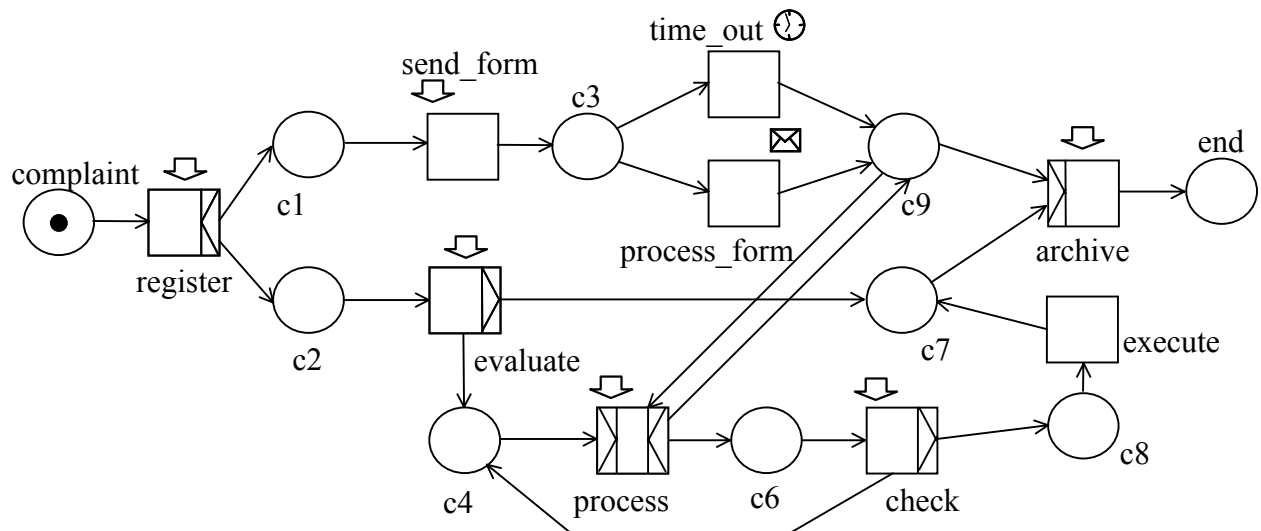 time_out
send_form
c3
complaint
end
c1
c9
process_form
archive
register
c2
evaluate
c7
execute
c4
process
c6
check
c8